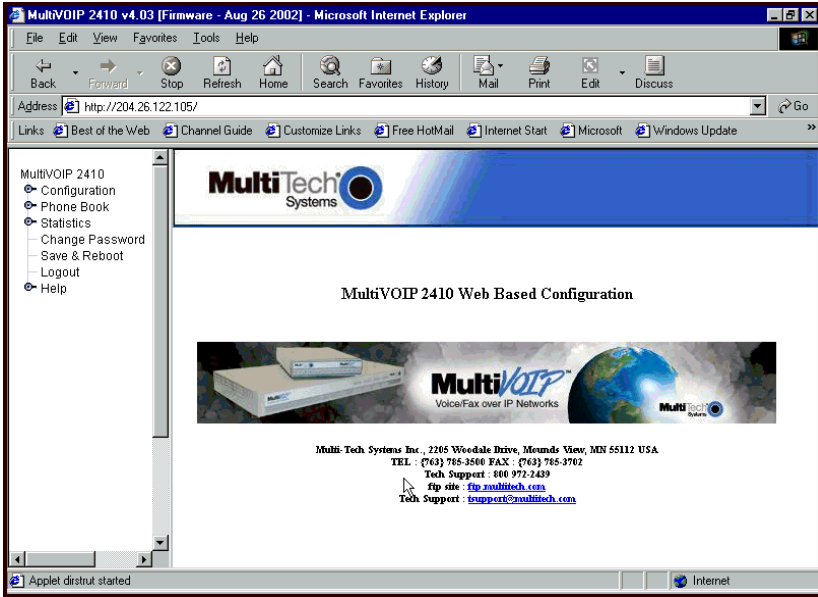 MultiVOIP 2410 v4.03 [Firmware - Aug 26 2002] - Microsoft Internet Explorer
File Edit View Favorites Tools Help
Back Forward Stop Refresh Home Search Favorites History Mail Print Edit Discuss
Address http://204.26.122.105/ Go
Links Best of the Web Channel Guide Customize Links Free HotMail Internet Start Microsoft Windows Update »
MultiVOIP 2410
Configuration
Phone Book
Statistics
Change Password
Save & Reboot
Logout
Help
MultiTech
Systems
MultiVOIP 2410 Web Based Configuration
MultiVOIP™
Voice/Fax over IP Networks
MultiTech
Systems
Multi-Tech Systems Inc., 2205 Woodale Drive, Mounds View, MN 55112 USA
TEL : (763) 785-3500 FAX : (763) 785-3702
Tech Support : 800 972-2439
ftp site : ftp.multitech.com
Tech Support : tsupport@multitech.com
Applet dirstrut started
Internet